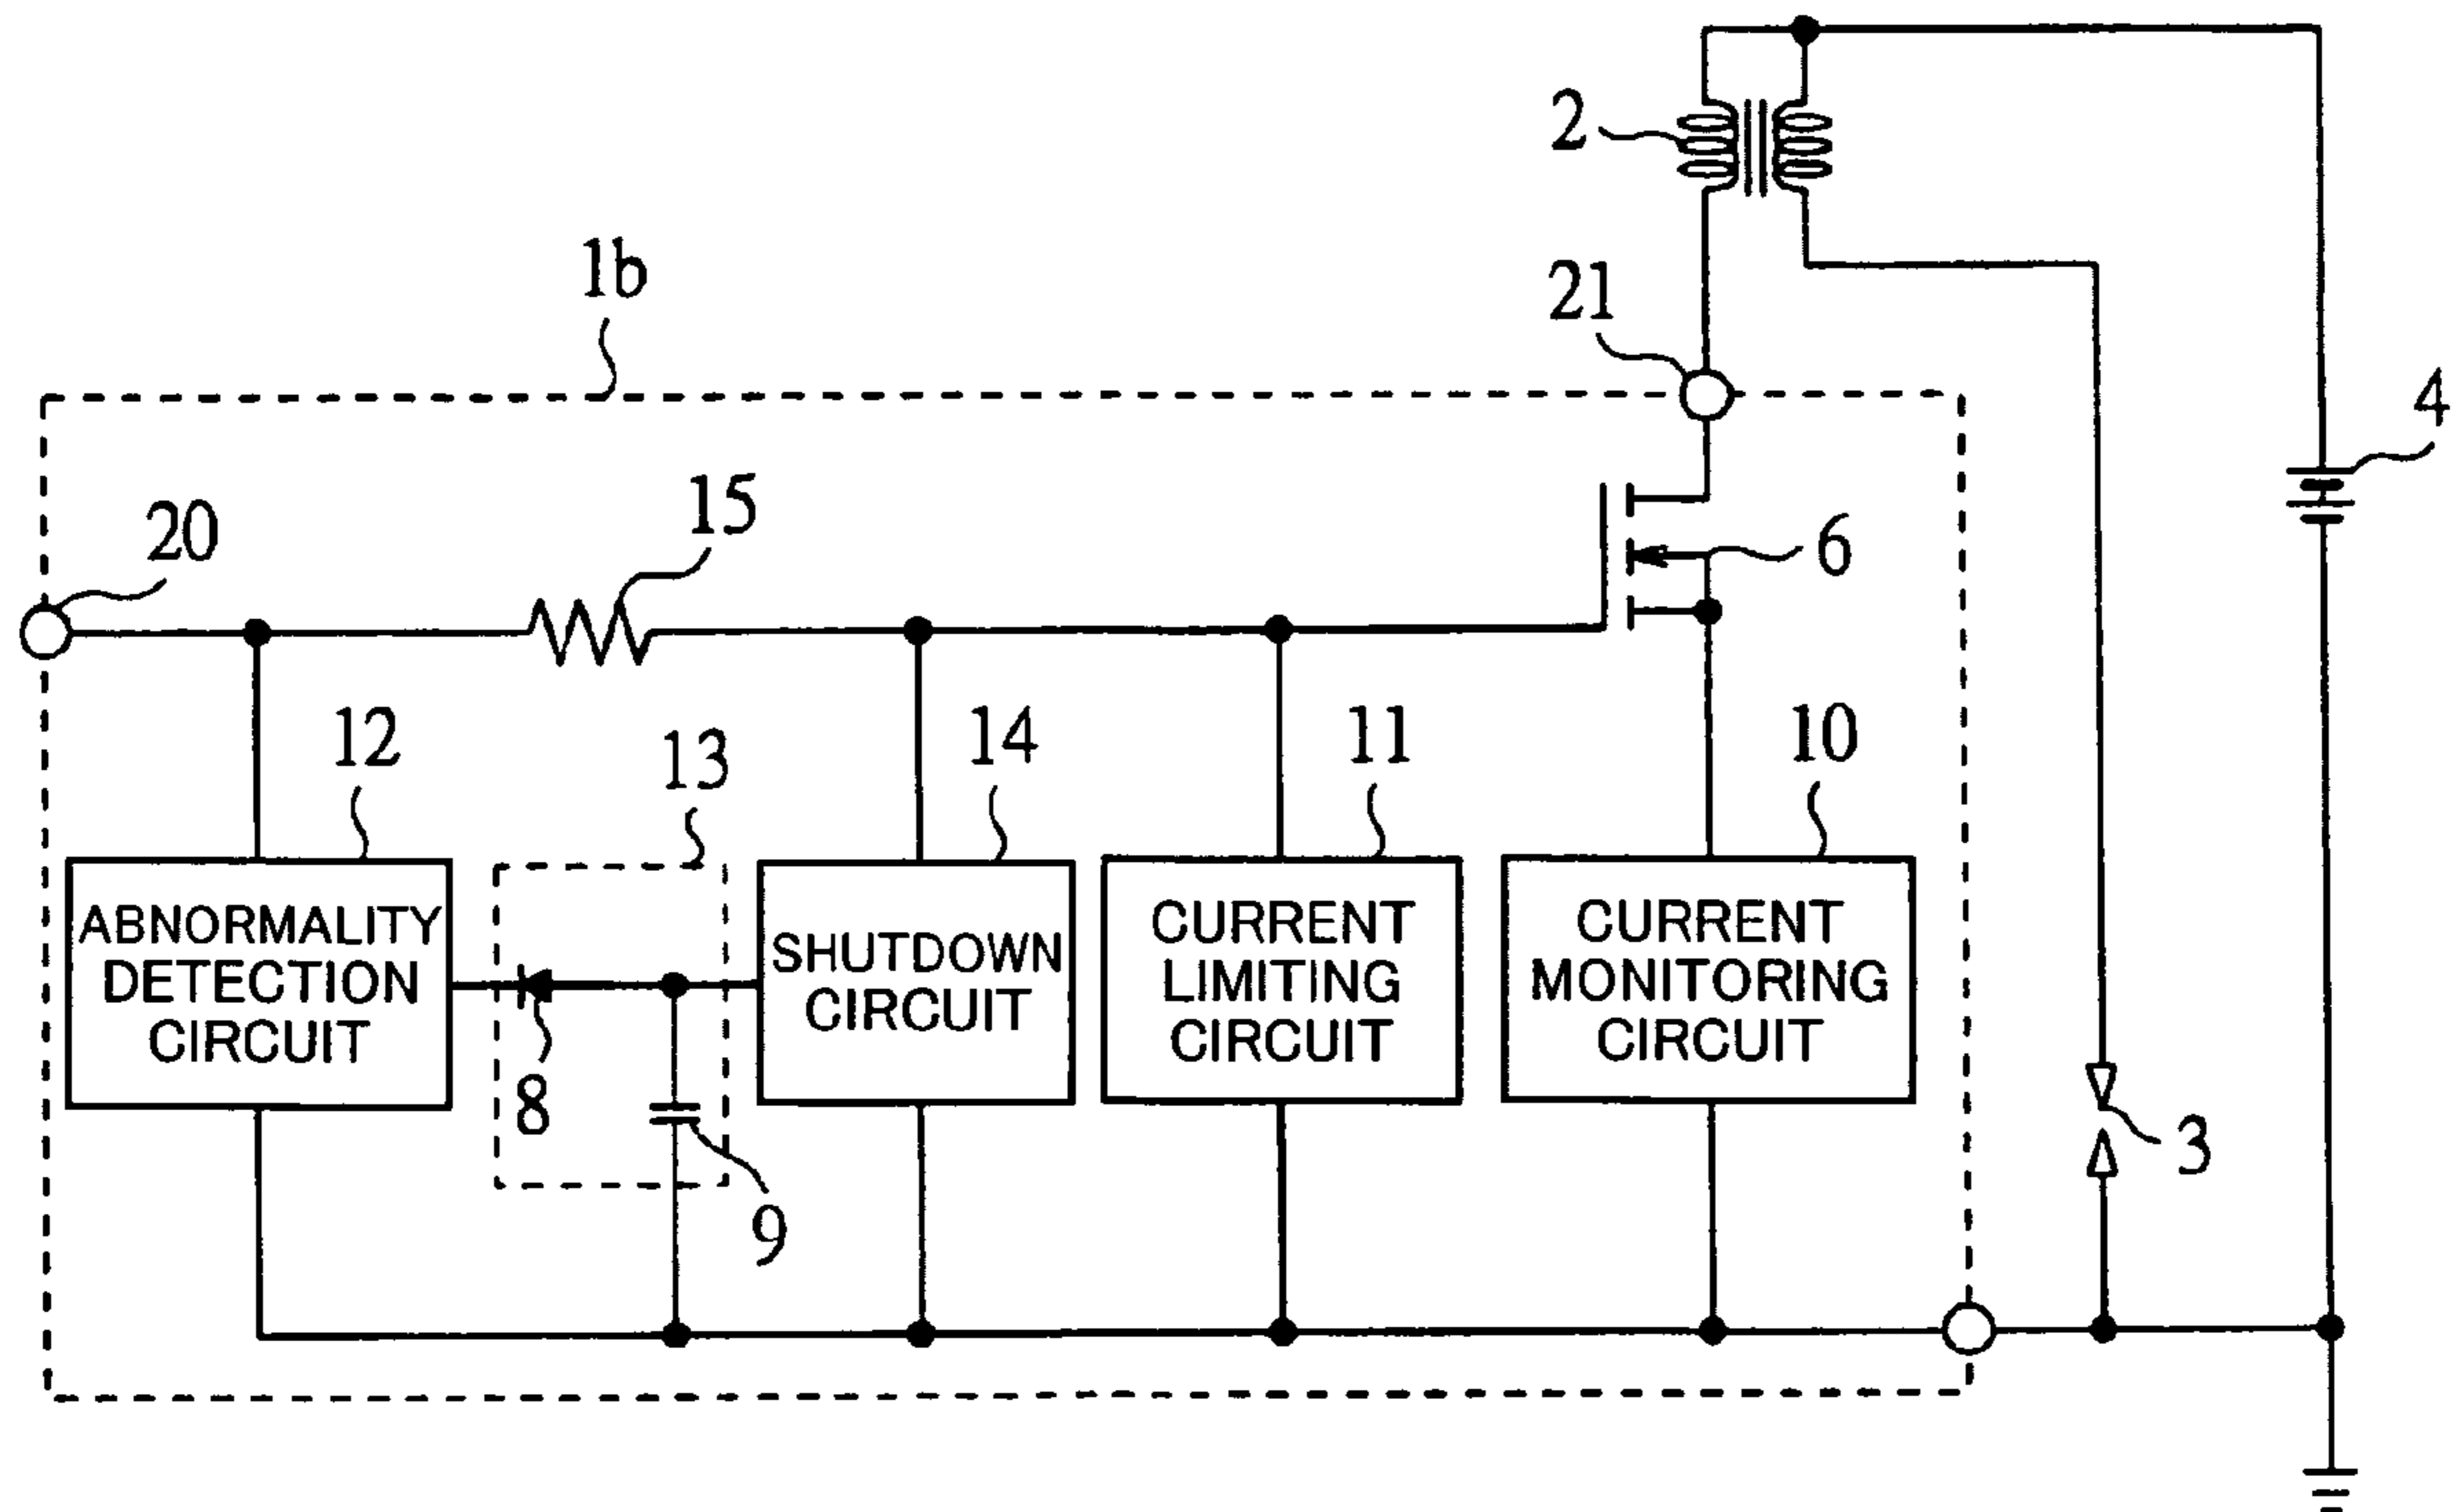 2
1b
21
4
15
20
6
12
13
14
11
10
ABNORMALITY
DETECTION
CIRCUIT
SHUTDOWN
CIRCUIT
CURRENT
LIMITING
CIRCUIT
CURRENT
MONITORING
CIRCUIT
8
9
3